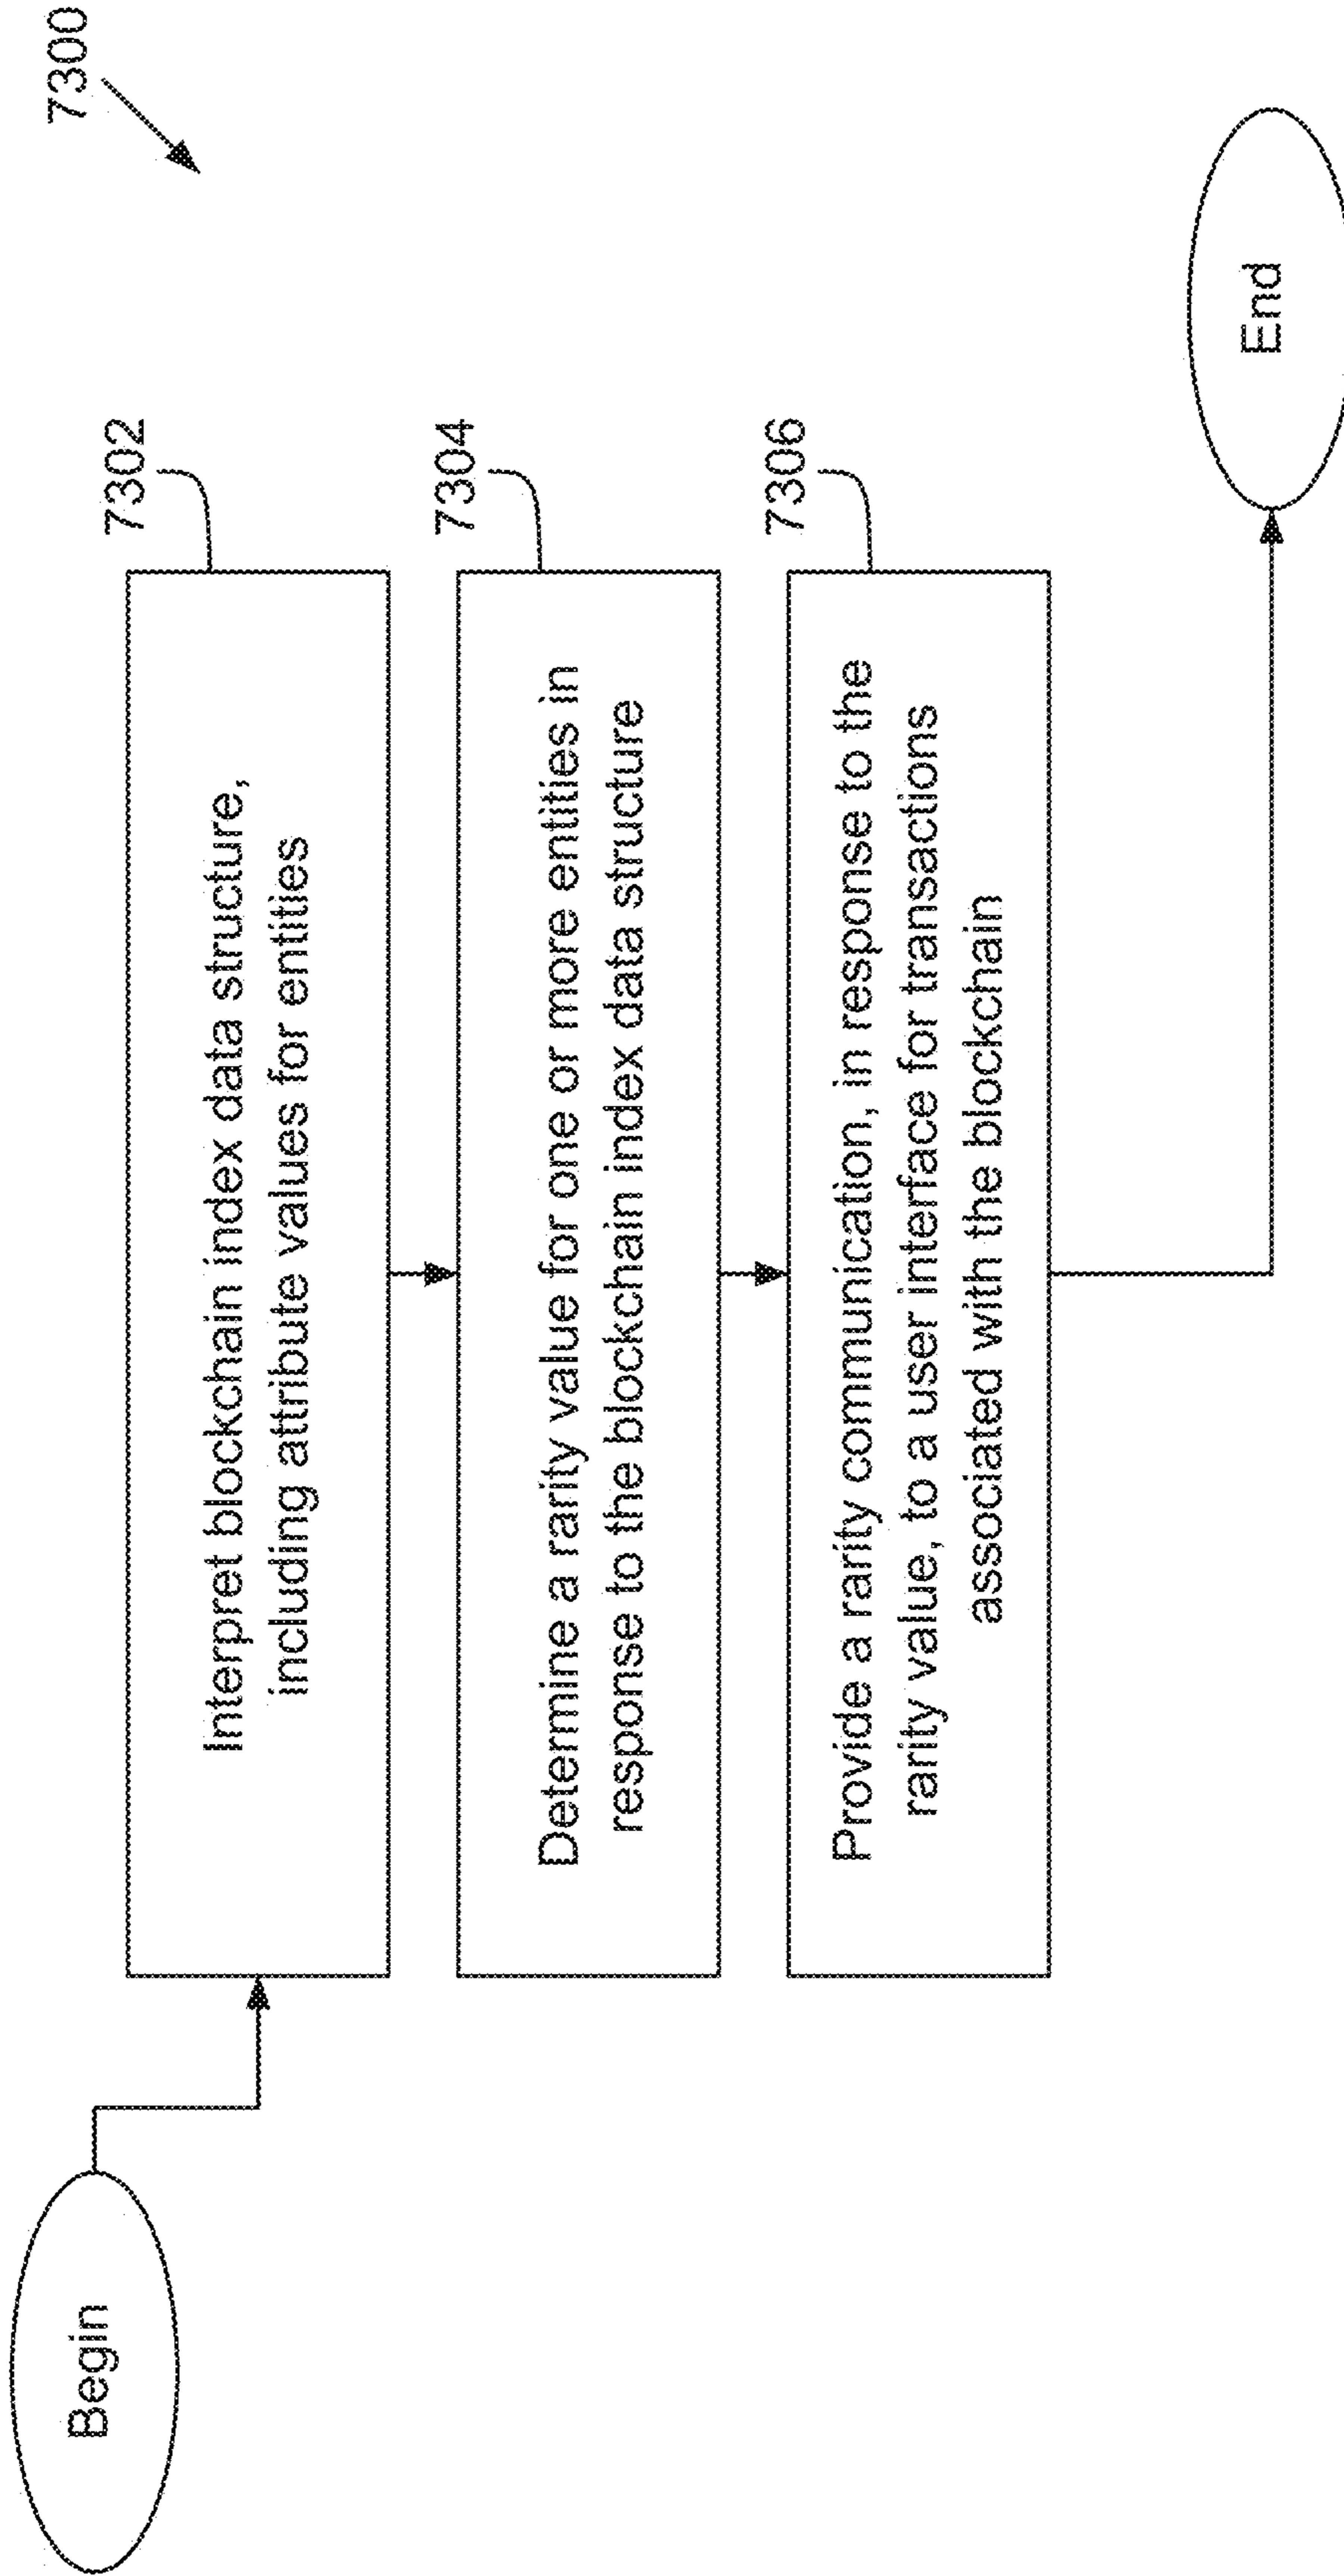 7300
Begin
7302
Interpret blockchain index data structure,
including attribute values for entities
7304
Determine a rarity value for one or more entities in
response to the blockchain index data structure
7306
Provide a rarity communication, in response to the
rarity value, to a user interface for transactions
associated with the blockchain
End